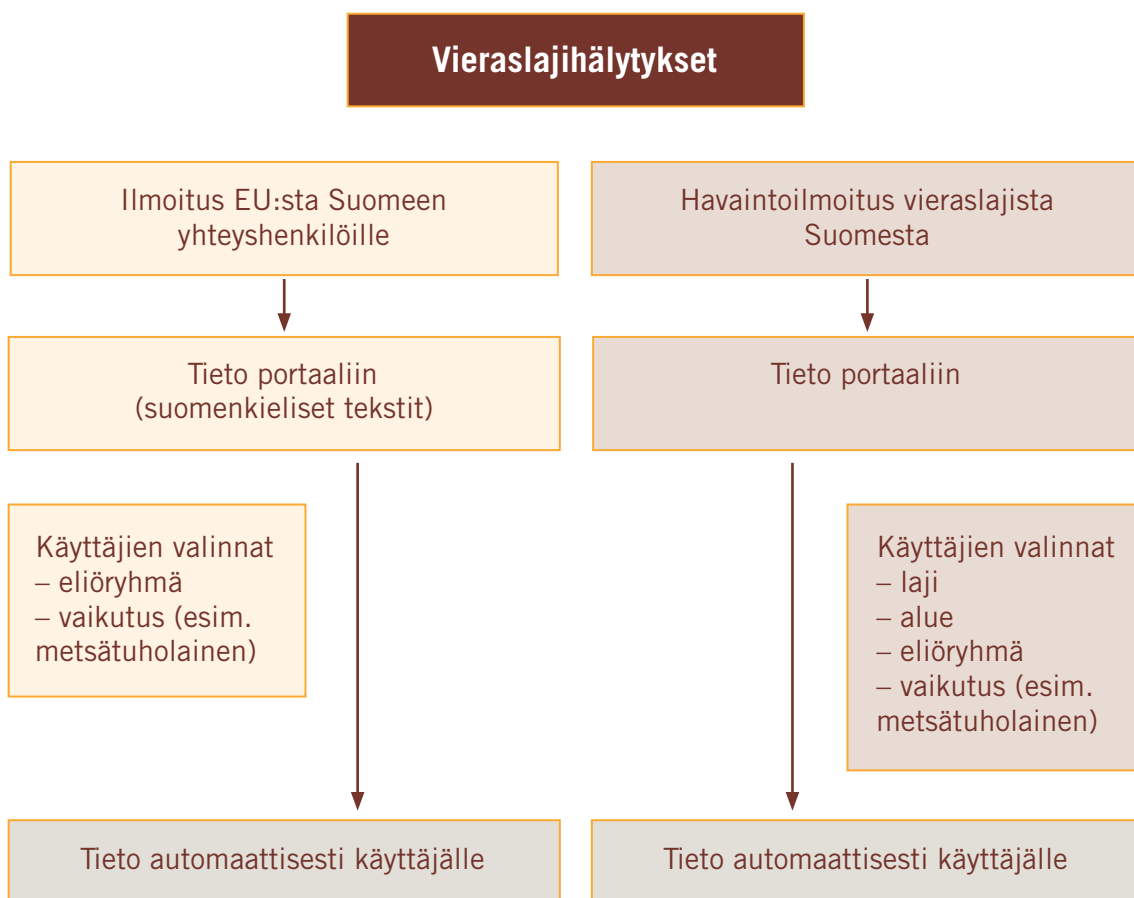 Vieraslajihälytykset
Ilmoitus EU:sta Suomeen
yhteyshenkilöille
Havaintoilmoitus vieraslajista
Suomesta
Tieto portaaliin
(suomenkieliset tekstit)
Tieto portaaliin
Käyttäjien valinnat
– eliöryhmä
– vaikutus (esim.
metsätuholainen)
Käyttäjien valinnat
– laji
– alue
– eliöryhmä
– vaikutus (esim.
metsätuholainen)
Tieto automaattisesti käyttäjälle
Tieto automaattisesti käyttäjälle